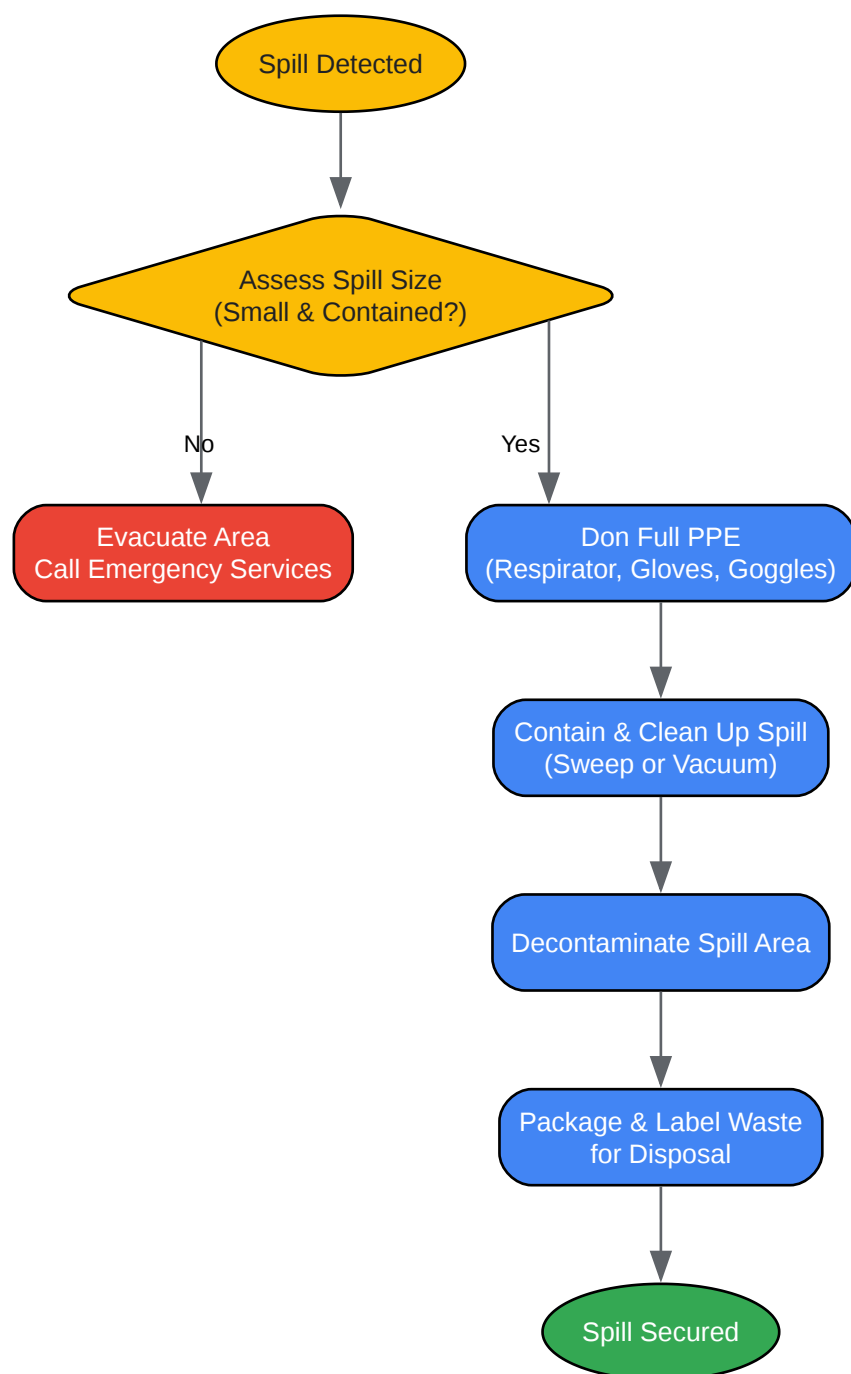 Spill Detected
Assess Spill Size
(Small & Contained?)
No
Yes
Evacuate Area
Call Emergency Services
Don Full PPE
(Respirator, Gloves, Goggles)
Contain & Clean Up Spill
(Sweep or Vacuum)
Decontaminate Spill Area
Package & Label Waste
for Disposal
Spill Secured